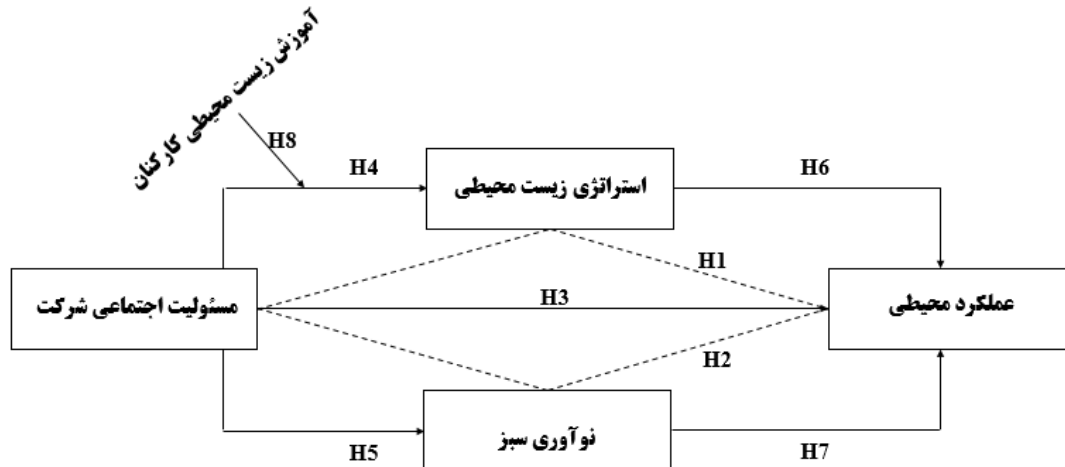 آموزش زیست محیطی کارکنان
H8
H4
H6
استراتژی زیست محیطی
H1
مسئولیت اجتماعی شرکت
H3
عملکرد محیطی
H2
نوآوری سبز
H5
H7